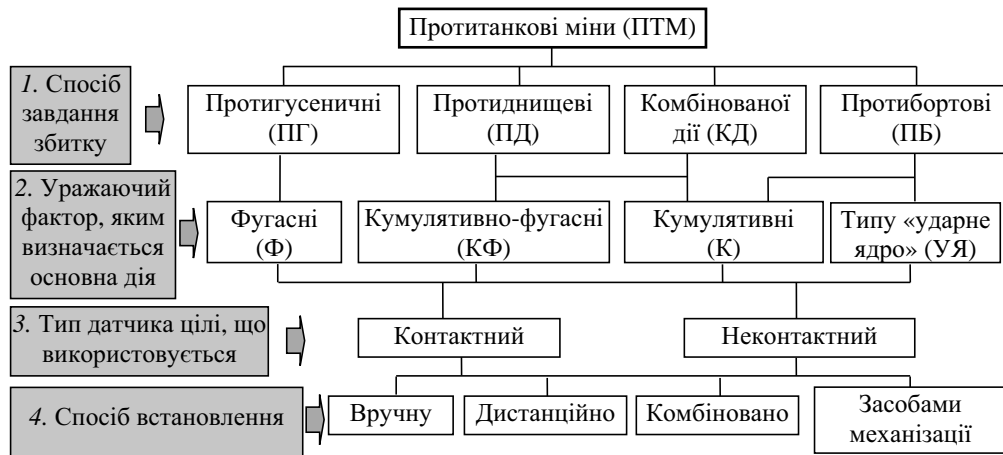 Протитанкові міни (ПТМ)
1. Спосіб
завдання
збитку
Протигусеничні
(ПГ)
Протиднищеві
(ПД)
Комбінованої
дії (КД)
Протибортові
(ПБ)
2. Уражаючий
фактор, яким
визначається
основна дія
Фугасні
(Ф)
Кумулятивно-фугасні
(КФ)
Кумулятивні
(К)
Типу «ударне
ядро» (УЯ)
3. Тип датчика цілі, що
використовується
Контактний
Неконтактний
4. Спосіб встановлення
Вручну
Дистанційно
Комбіновано
Засобами
механізації